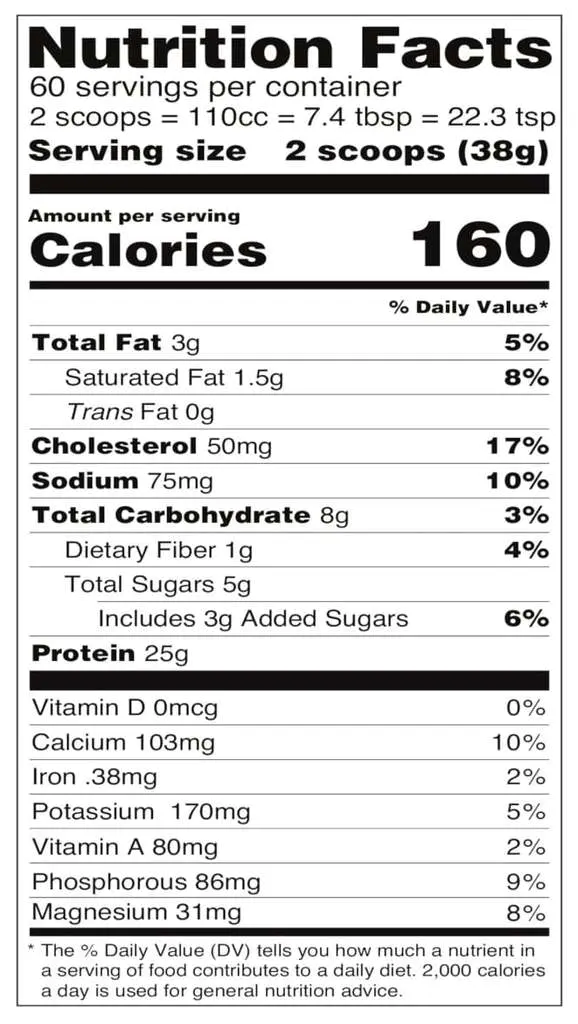 Nutrition Facts
60 servings per container
2 scoops = 110cc = 7.4 tbsp = 22.3 tsp
Serving size 2 scoops (38g)
Amount per serving
Calories 160
% Daily Value*
Total Fat 3g 5%
Saturated Fat 1.5g 8%
Trans Fat 0g
Cholesterol 50mg 17%
Sodium 75mg 10%
Total Carbohydrate 8g 3%
Dietary Fiber 1g 4%
Total Sugars 5g
Includes 3g Added Sugars 6%
Protein 25g
Vitamin D 0mcg 0%
Calcium 103mg 10%
Iron .38mg 2%
Potassium 170mg 5%
Vitamin A 80mg 2%
Phosphorous 86mg 9%
Magnesium 31mg 8%
* The % Daily Value (DV) tells you how much a nutrient in
a serving of food contributes to a daily diet. 2,000 calories
a day is used for general nutrition advice.